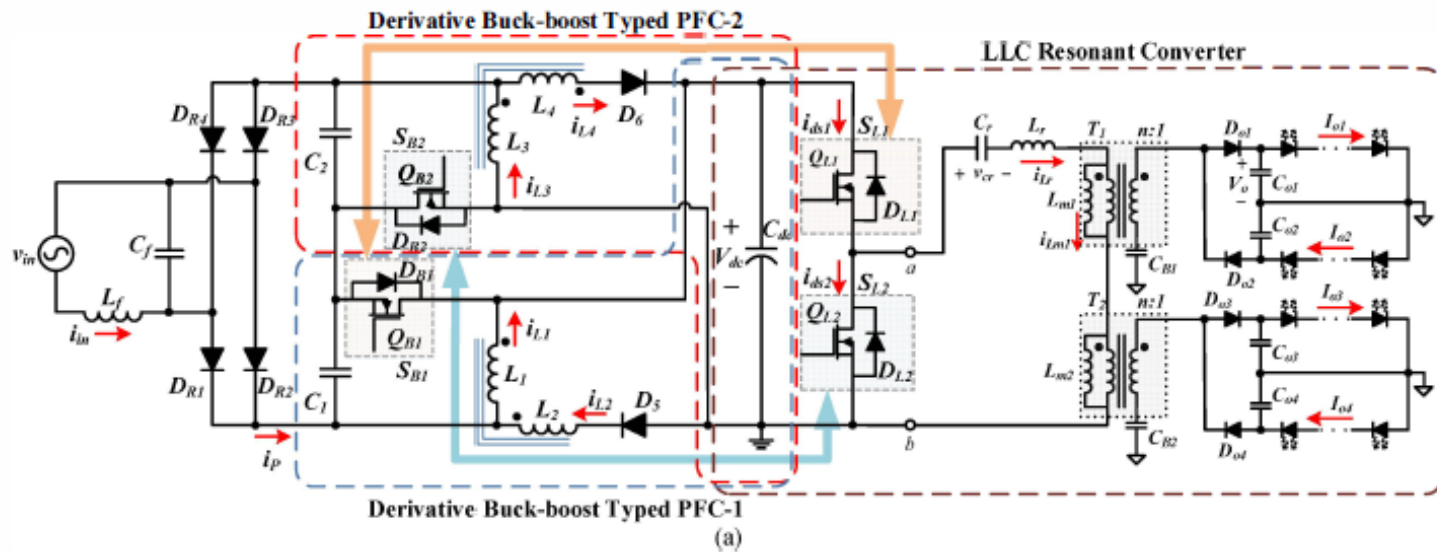 Derivative Buck-boost Typed PFC-2
LLC Resonant Converter
D_R4
D_R3
C_2
S_B2
Q_B2
D_B2
L_4
i_L4
D_6
L_3
i_L3
i_ds1
S_L1
Q_L1
D_L1
C_r
+ v_cr -
L_r
i_Lr
T_1
n:1
L_m1
i_Lm1
C_B1
D_o1
+
V_o
-
C_o1
I_o1
C_o2
I_o2
D_o2
v_in
C_f
L_f
i_in
D_R1
D_R2
C_1
i_P
D_B1
Q_B1
S_B1
i_L1
L_1
L_2
i_L2
D_5
+
V_dc
-
C_dc
a
i_ds2
S_L2
Q_L2
D_L2
b
T_2
n:1
L_m2
C_B2
D_o3
I_o3
C_o3
C_o4
I_o4
D_o4
Derivative Buck-boost Typed PFC-1
(a)